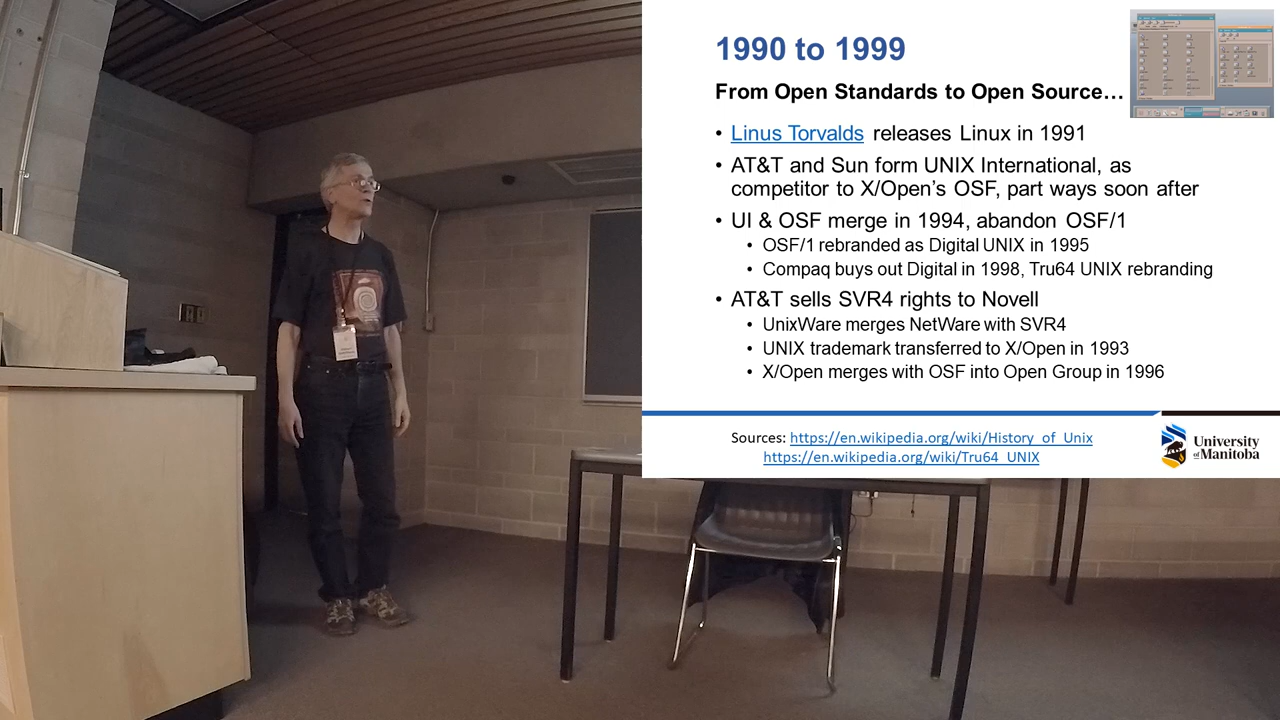 1990 to 1999
From Open Standards to Open Source…
• Linus Torvalds releases Linux in 1991
• AT&T and Sun form UNIX International, as
competitor to X/Open’s OSF, part ways soon after
• UI & OSF merge in 1994, abandon OSF/1
• OSF/1 rebranded as Digital UNIX in 1995
• Compaq buys out Digital in 1998, Tru64 UNIX rebranding
• AT&T sells SVR4 rights to Novell
• UnixWare merges NetWare with SVR4
• UNIX trademark transferred to X/Open in 1993
• X/Open merges with OSF into Open Group in 1996
Sources: https://en.wikipedia.org/wiki/History_of_Unix
https://en.wikipedia.org/wiki/Tru64_UNIX
University
of Manitoba